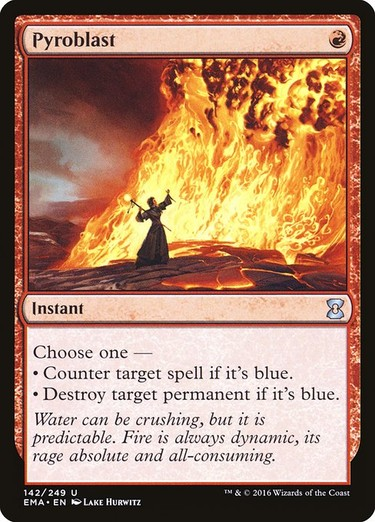 Pyroblast
Instant
Choose one —
• Counter target spell if it's blue.
• Destroy target permanent if it's blue.
Water can be crushing, but it is
predictable. Fire is always dynamic, its
rage absolute and all-consuming.
142/249 U
EMA • EN Lake Hurwitz
™ & © 2016 Wizards of the Coast